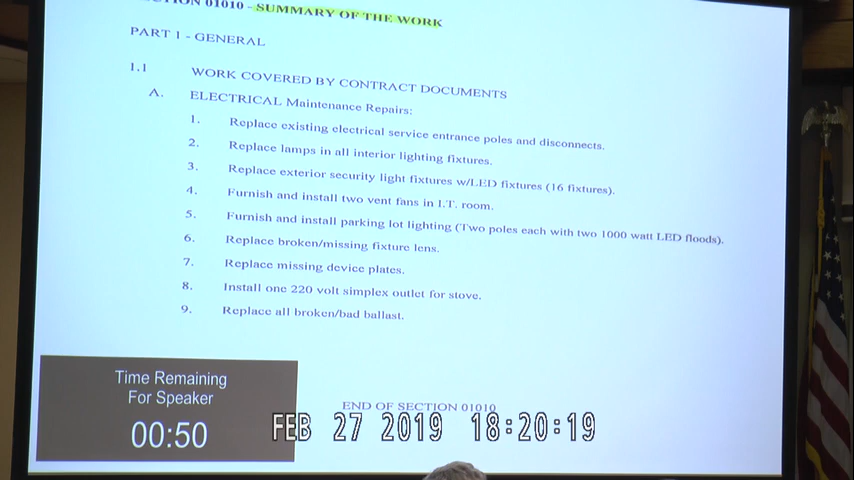 SECTION 01010 - SUMMARY OF THE WORK
PART 1 - GENERAL
1.1 WORK COVERED BY CONTRACT DOCUMENTS
A. ELECTRICAL Maintenance Repairs:
1. Replace existing electrical service entrance poles and disconnects.
2. Replace lamps in all interior lighting fixtures.
3. Replace exterior security light fixtures w/LED fixtures (16 fixtures).
4. Furnish and install two vent fans in I.T. room.
5. Furnish and install parking lot lighting (Two poles each with two 1000 watt LED floods).
6. Replace broken/missing fixture lens.
7. Replace missing device plates.
8. Install one 220 volt simplex outlet for stove.
9. Replace all broken/bad ballast.
END OF SECTION 01010
Time Remaining
For Speaker
00:50
FEB 27 2019 18:20:19